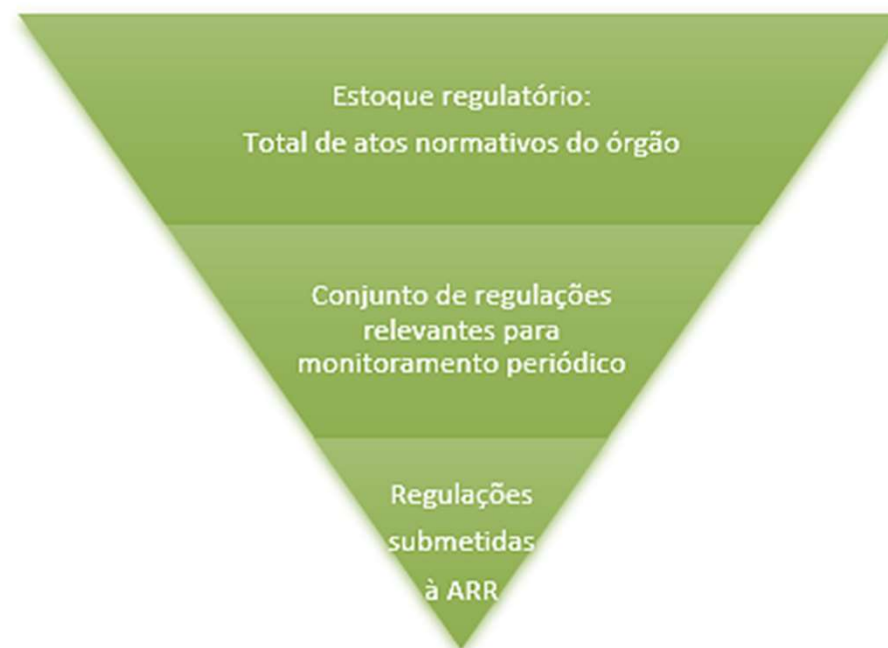 Estoque regulatório:
Total de atos normativos do órgão
Conjunto de regulações
relevantes para
monitoramento periódico
Regulações
submetidas
à ARR